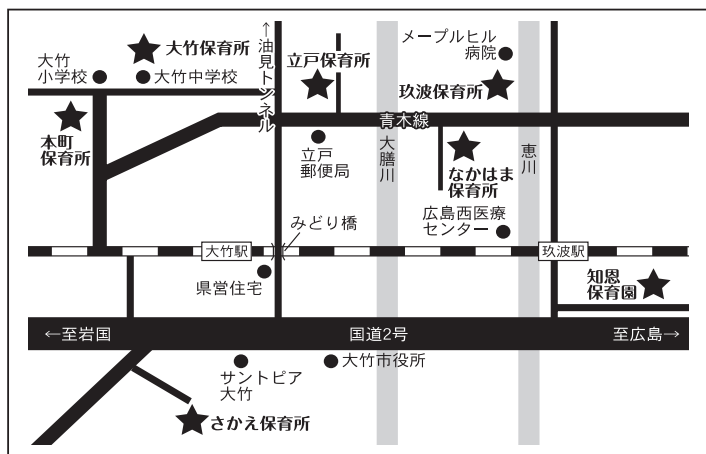 大竹
小学校
大竹保育所
大竹中学校
←油見トンネル
立戸保育所
メープルヒル
病院
玖波保育所
本町
保育所
青木線
立戸
郵便局
大膳川
なかはま
保育所
恵川
広島西医療
センター
みどり橋
大竹駅
玖波駅
県営住宅
知恩
保育園
←至岩国
国道2号
至広島→
サントピア
大竹
大竹市役所
さかえ保育所